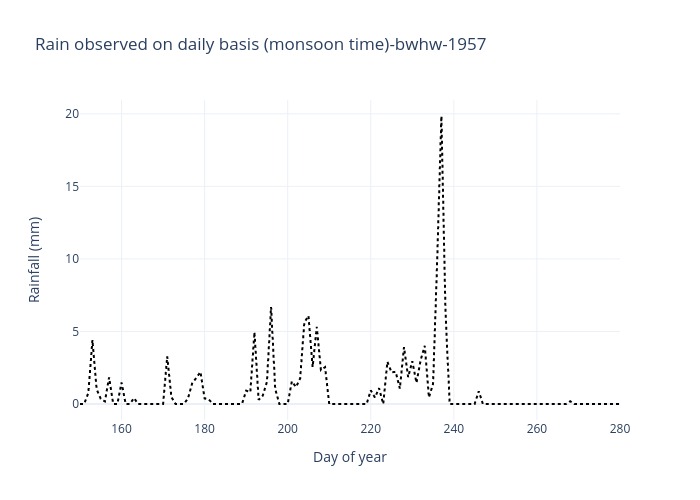 Rain observed on daily basis (monsoon time)-bwhw-1957
20
15
10
5
0
Rainfall (mm)
160 180 200 220 240 260 280
Day of year